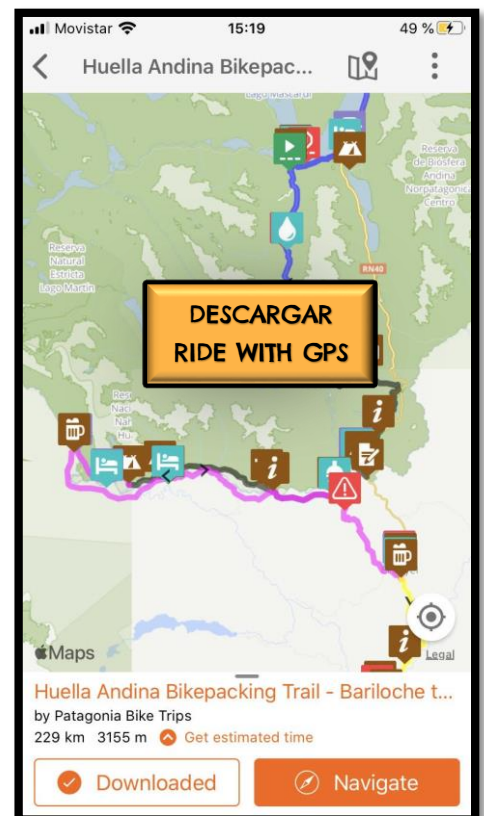 Movistar 15:19 49 %
Huella Andina Bikepac...
Lago Mascardi
Reserva
de Biosfera
Andina
Norpatagónica
Centro
Reserva
Natural
Estricta
Lago Martin
RN40
DESCARGAR
RIDE WITH GPS
Maps
Legal
Huella Andina Bikepacking Trail - Bariloche t...
by Patagonia Bike Trips
229 km 3155 m Get estimated time
Downloaded Navigate